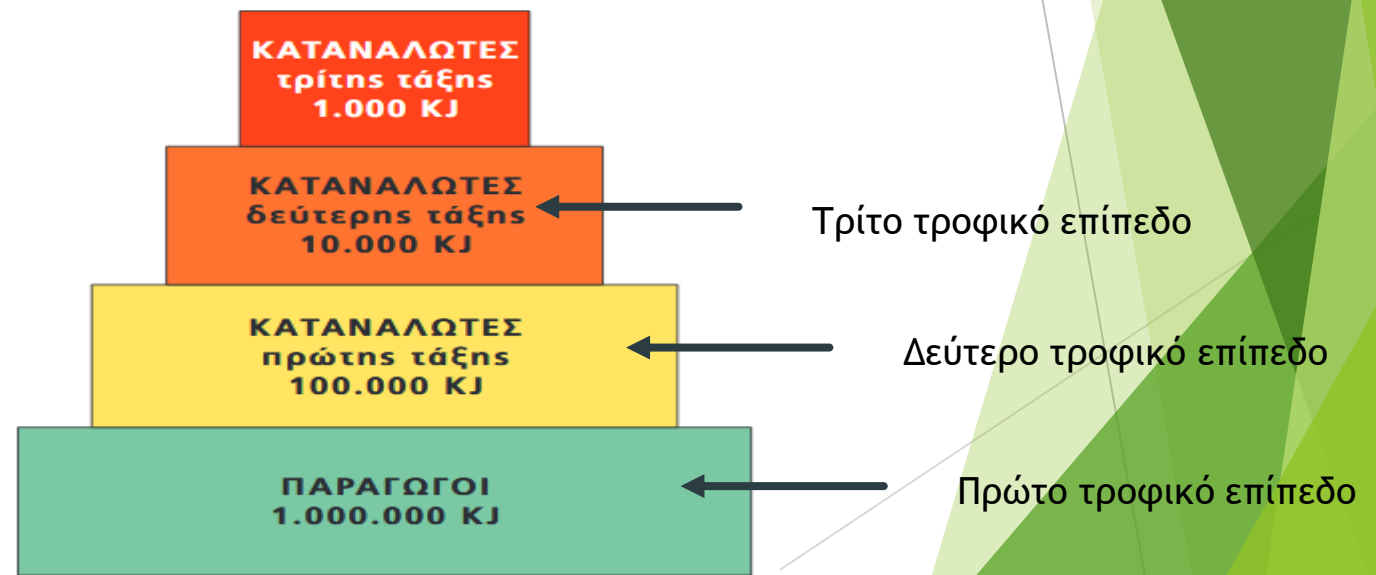 ΚΑΤΑΝΑΛΩΤΕΣ
τρίτης τάξης
1.000 KJ
ΚΑΤΑΝΑΛΩΤΕΣ
δεύτερης τάξης
10.000 KJ
Τρίτο τροφικό επίπεδο
ΚΑΤΑΝΑΛΩΤΕΣ
πρώτης τάξης
100.000 KJ
Δεύτερο τροφικό επίπεδο
ΠΑΡΑΓΩΓΟΙ
1.000.000 KJ
Πρώτο τροφικό επίπεδο